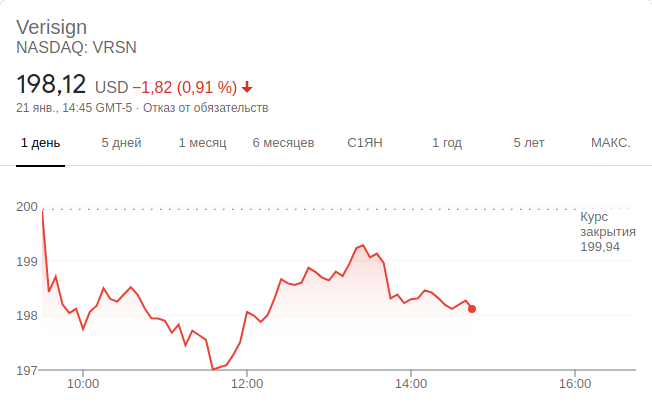 Verisign
NASDAQ: VRSN
198,12 USD −1,82 (0,91 %)
21 янв., 14:45 GMT-5 · Отказ от обязательств
1 день 5 дней 1 месяц 6 месяцев С1ЯН 1 год 5 лет МАКС.
200
Курс
закрытия
199,94
199
198
197
10:00 12:00 14:00 16:00